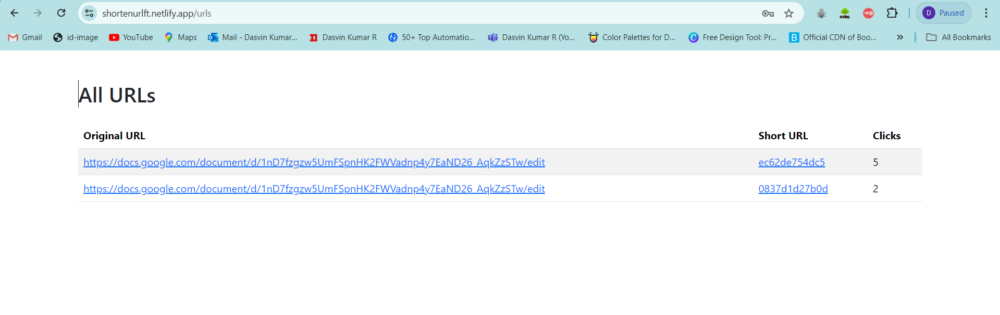 shortenurlft.netlify.app/urls
D Paused
Gmail id-image YouTube Maps Mail - Dasvin Kumar... Dasvin Kumar R 50+ Top Automatio... Dasvin Kumar R (Yo... Color Palettes for D... Free Design Tool: Pr... B Official CDN of Boo... » All Bookmarks
All URLs
Original URL Short URL Clicks
https://docs.google.com/document/d/1nD7fzgzw5UmFSpnHK2FWVadnp4y7EaND26_AqkZzSTw/edit ec62de754dc5 5
https://docs.google.com/document/d/1nD7fzgzw5UmFSpnHK2FWVadnp4y7EaND26_AqkZzSTw/edit 0837d1d27b0d 2